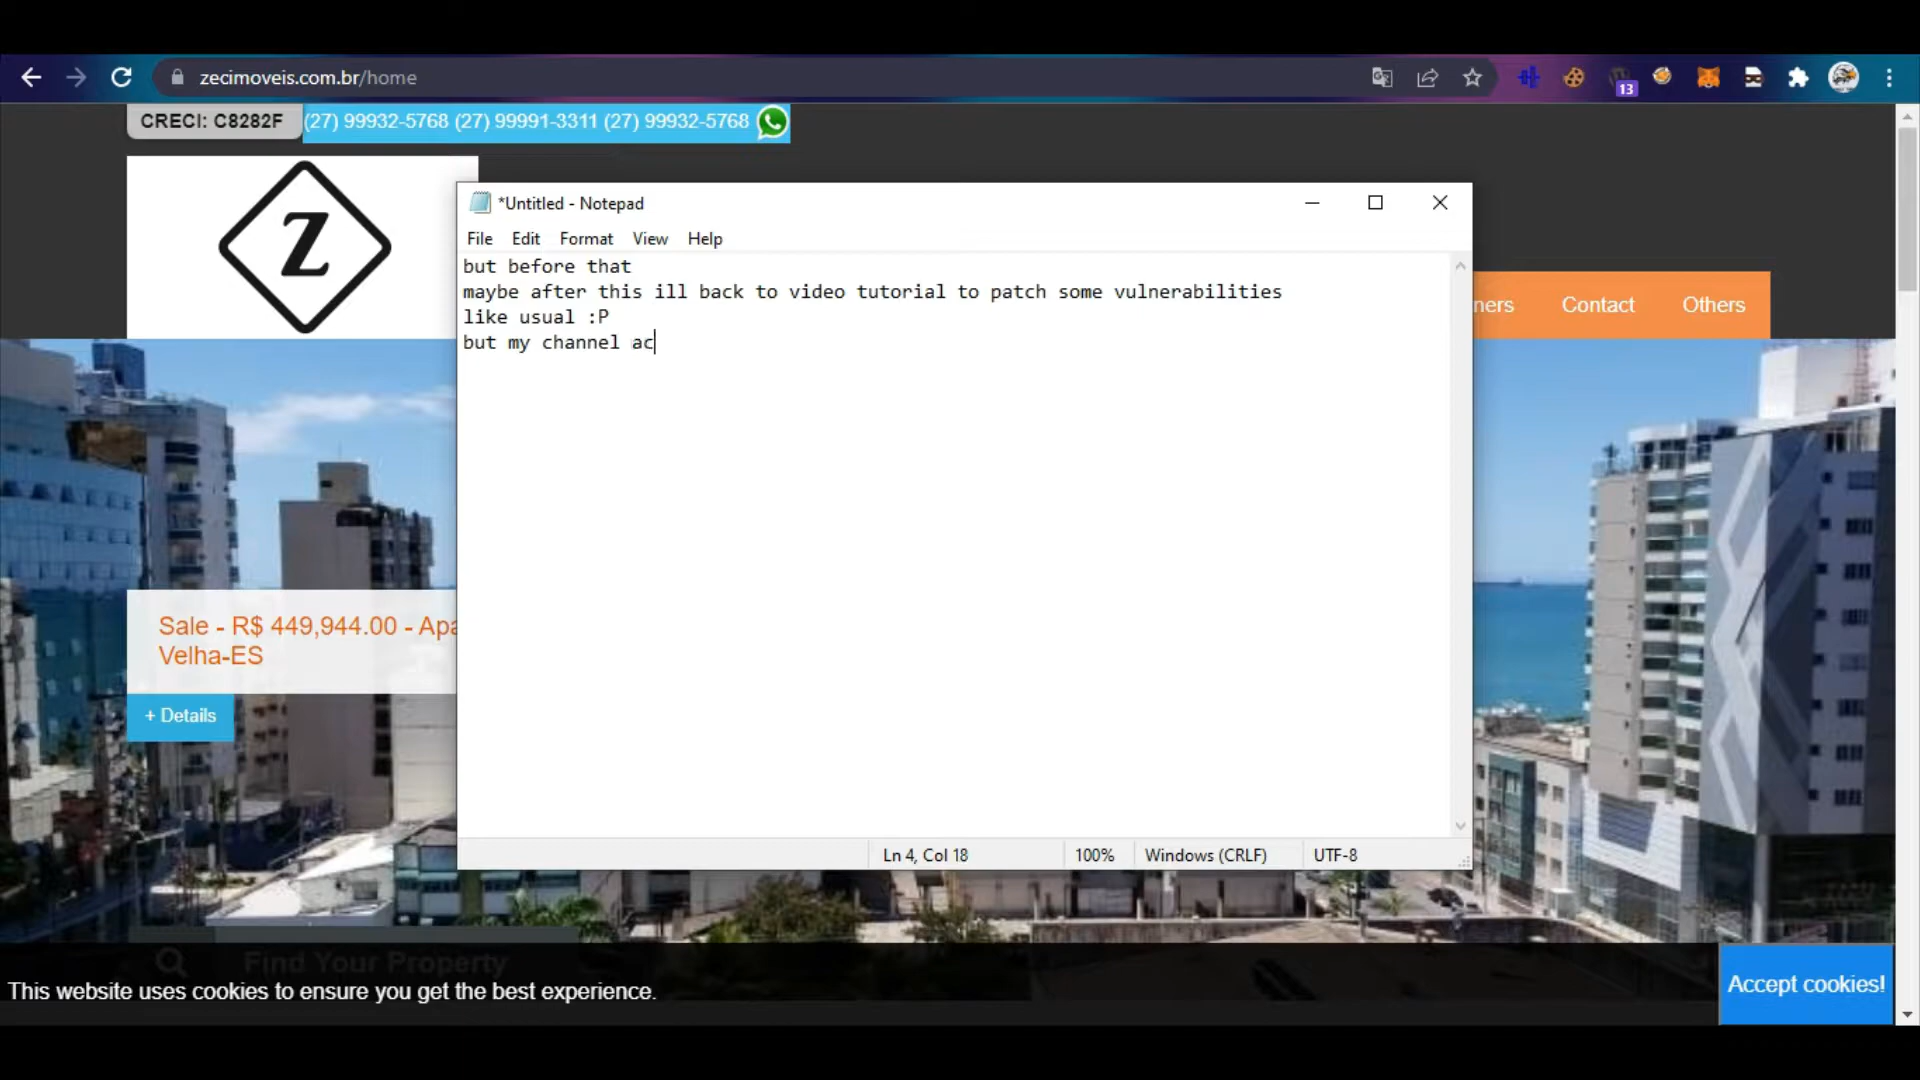 zecimoveis.com.br/home
13
CRECI: C8282F
(27) 99932-5768 (27) 99991-3311 (27) 99932-5768
Z
*Untitled - Notepad
File Edit Format View Help
but before that
maybe after this ill back to video tutorial to patch some vulnerabilities
like usual :P
but my channel ac
Contact Others
Sale - R$ 449,944.00 -
Velha-ES
+ Details
Ln 4, Col 18 100% Windows (CRLF) UTF-8
Find Your Property
This website uses cookies to ensure you get the best experience.
Accept cookies!